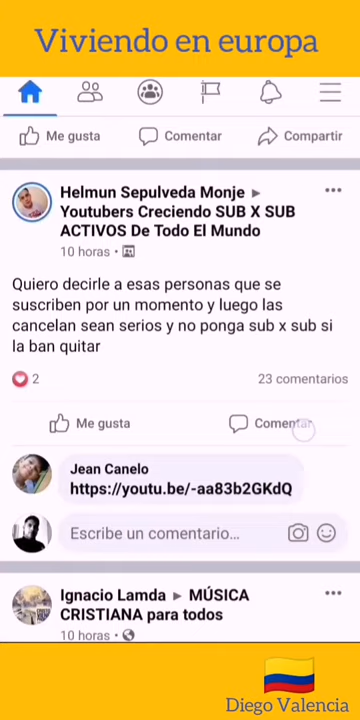 Viviendo en europa
Me gusta
Comentar
Compartir
Helmun Sepulveda Monje ▸
Youtubers Creciendo SUB X SUB
ACTIVOS De Todo El Mundo
10 horas •
Quiero decirle a esas personas que se
suscriben por un momento y luego las
cancelan sean serios y no ponga sub x sub si
la ban quitar
2
23 comentarios
Me gusta
Comentar
Jean Canelo
https://youtu.be/-aa83b2GKdQ
Escribe un comentario...
Ignacio Lamda ▸ MÚSICA
CRISTIANA para todos
10 horas •
Diego Valencia